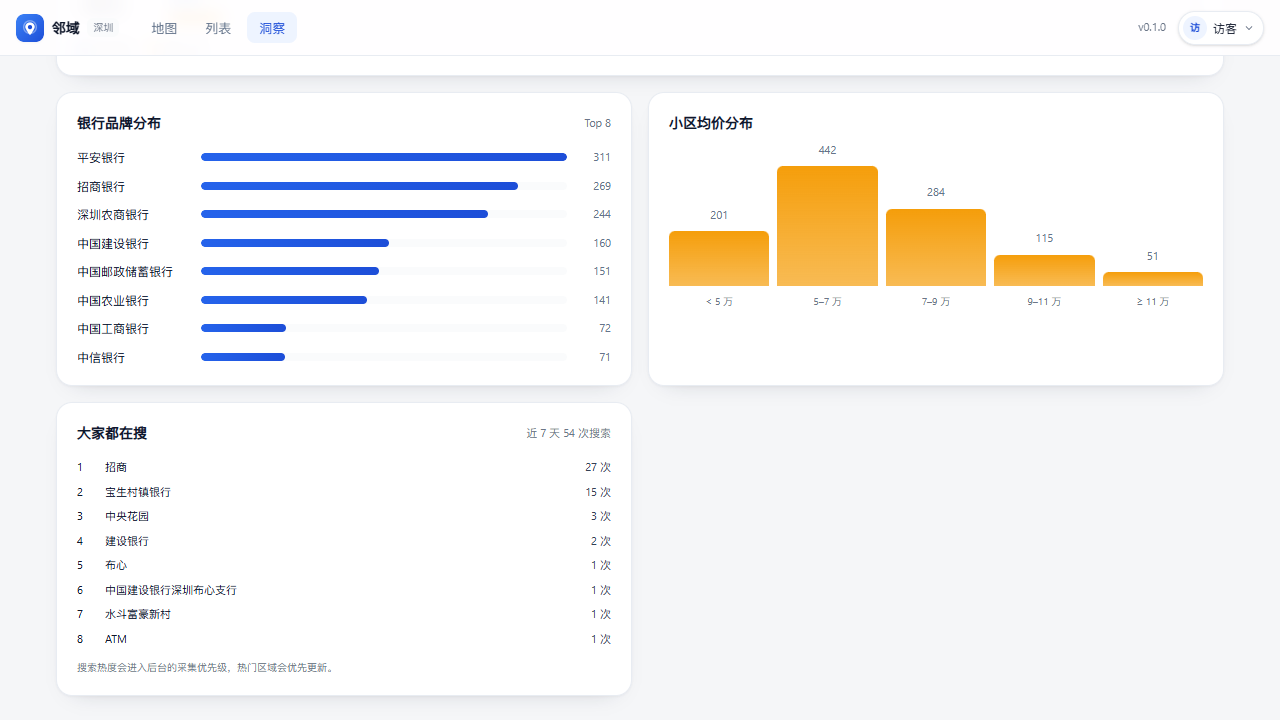 邻域 深圳 地图 列表 洞察 v0.1.0 访 访客
银行品牌分布 Top 8
平安银行 311
招商银行 269
深圳农商银行 244
中国建设银行 160
中国邮政储蓄银行 151
中国农业银行 141
中国工商银行 72
中信银行 71
小区均价分布
201 442 284 115 51
< 5 万 5–7 万 7–9 万 9–11 万 ≥ 11 万
大家都在搜 近 7 天 54 次搜索
1 招商 27 次
2 宝生村镇银行 15 次
3 中央花园 3 次
4 建设银行 2 次
5 布心 1 次
6 中国建设银行深圳布心支行 1 次
7 水斗富豪新村 1 次
8 ATM 1 次
搜索热度会进入后台的采集优先级，热门区域会优先更新。